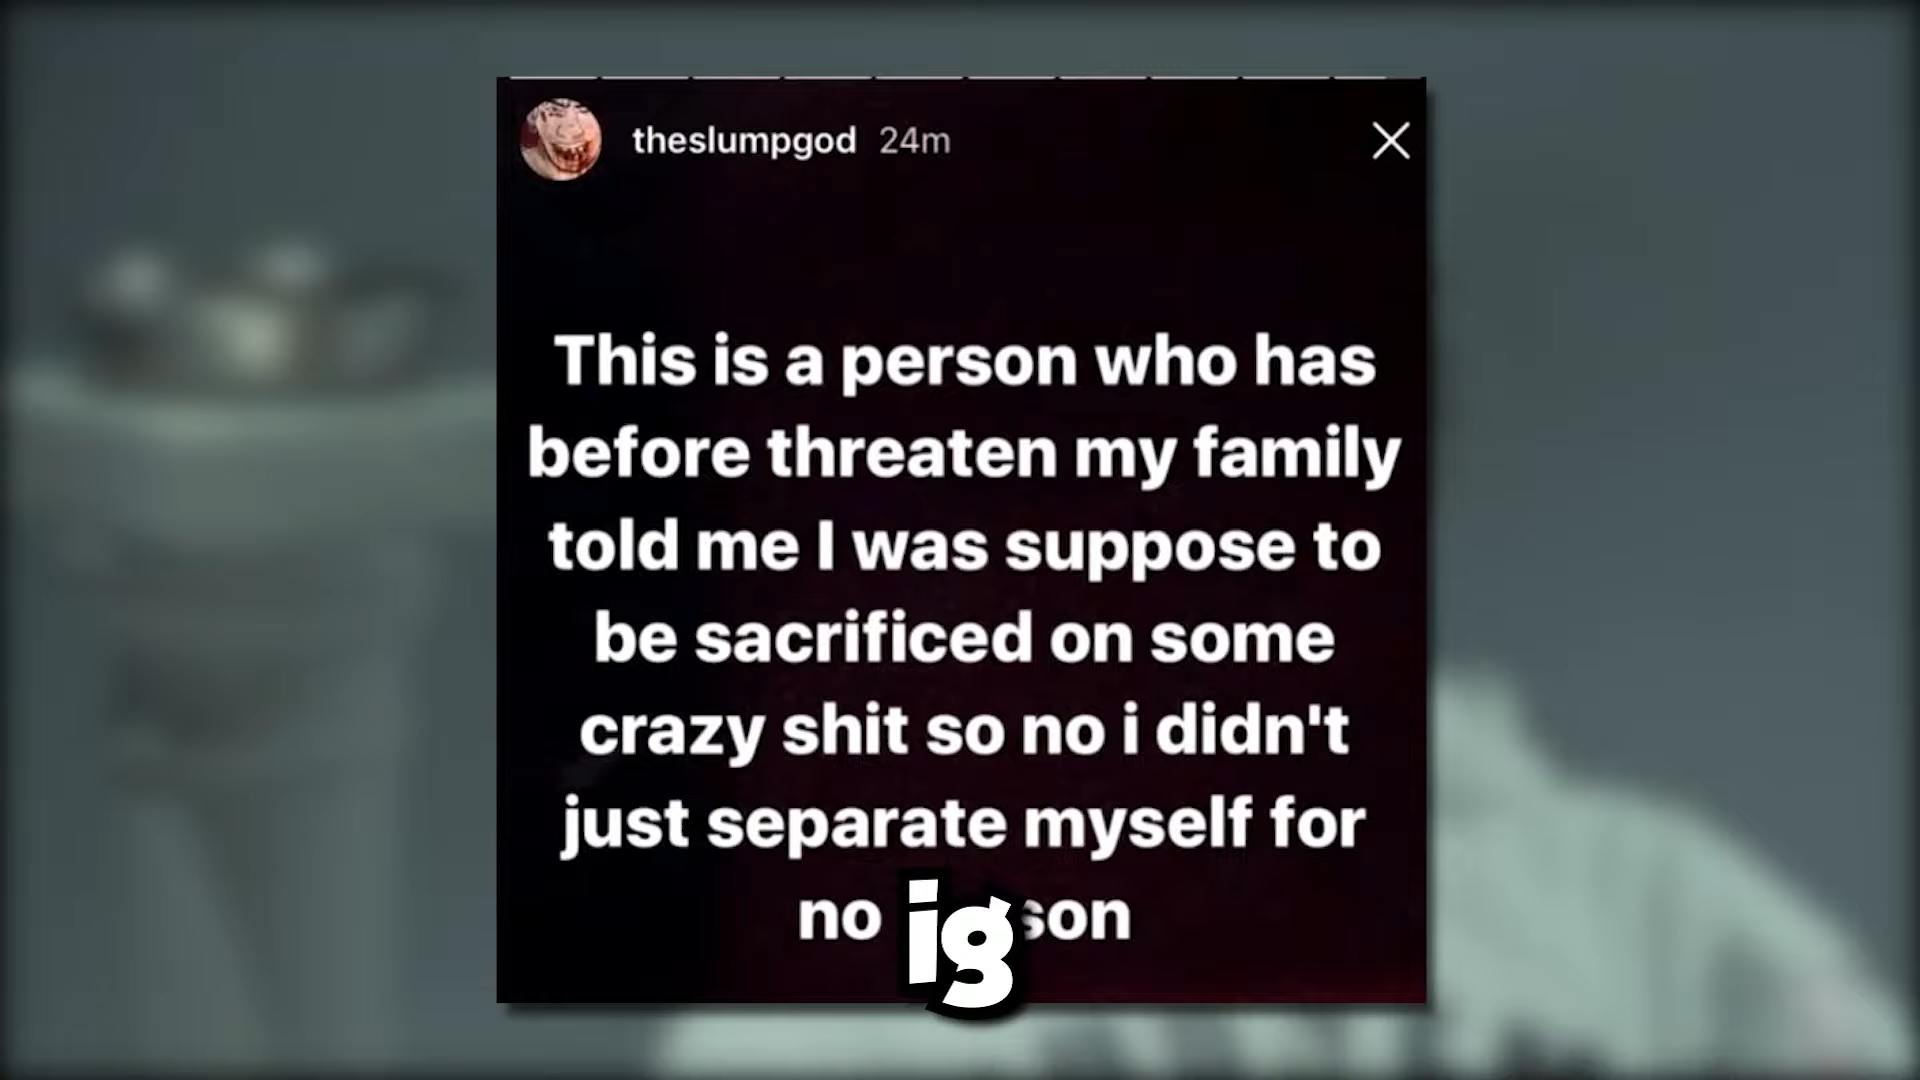 theslumpgod 24m
This is a person who has
before threaten my family
told me I was suppose to
be sacrificed on some
crazy shit so no i didn't
just separate myself for
no son
ig